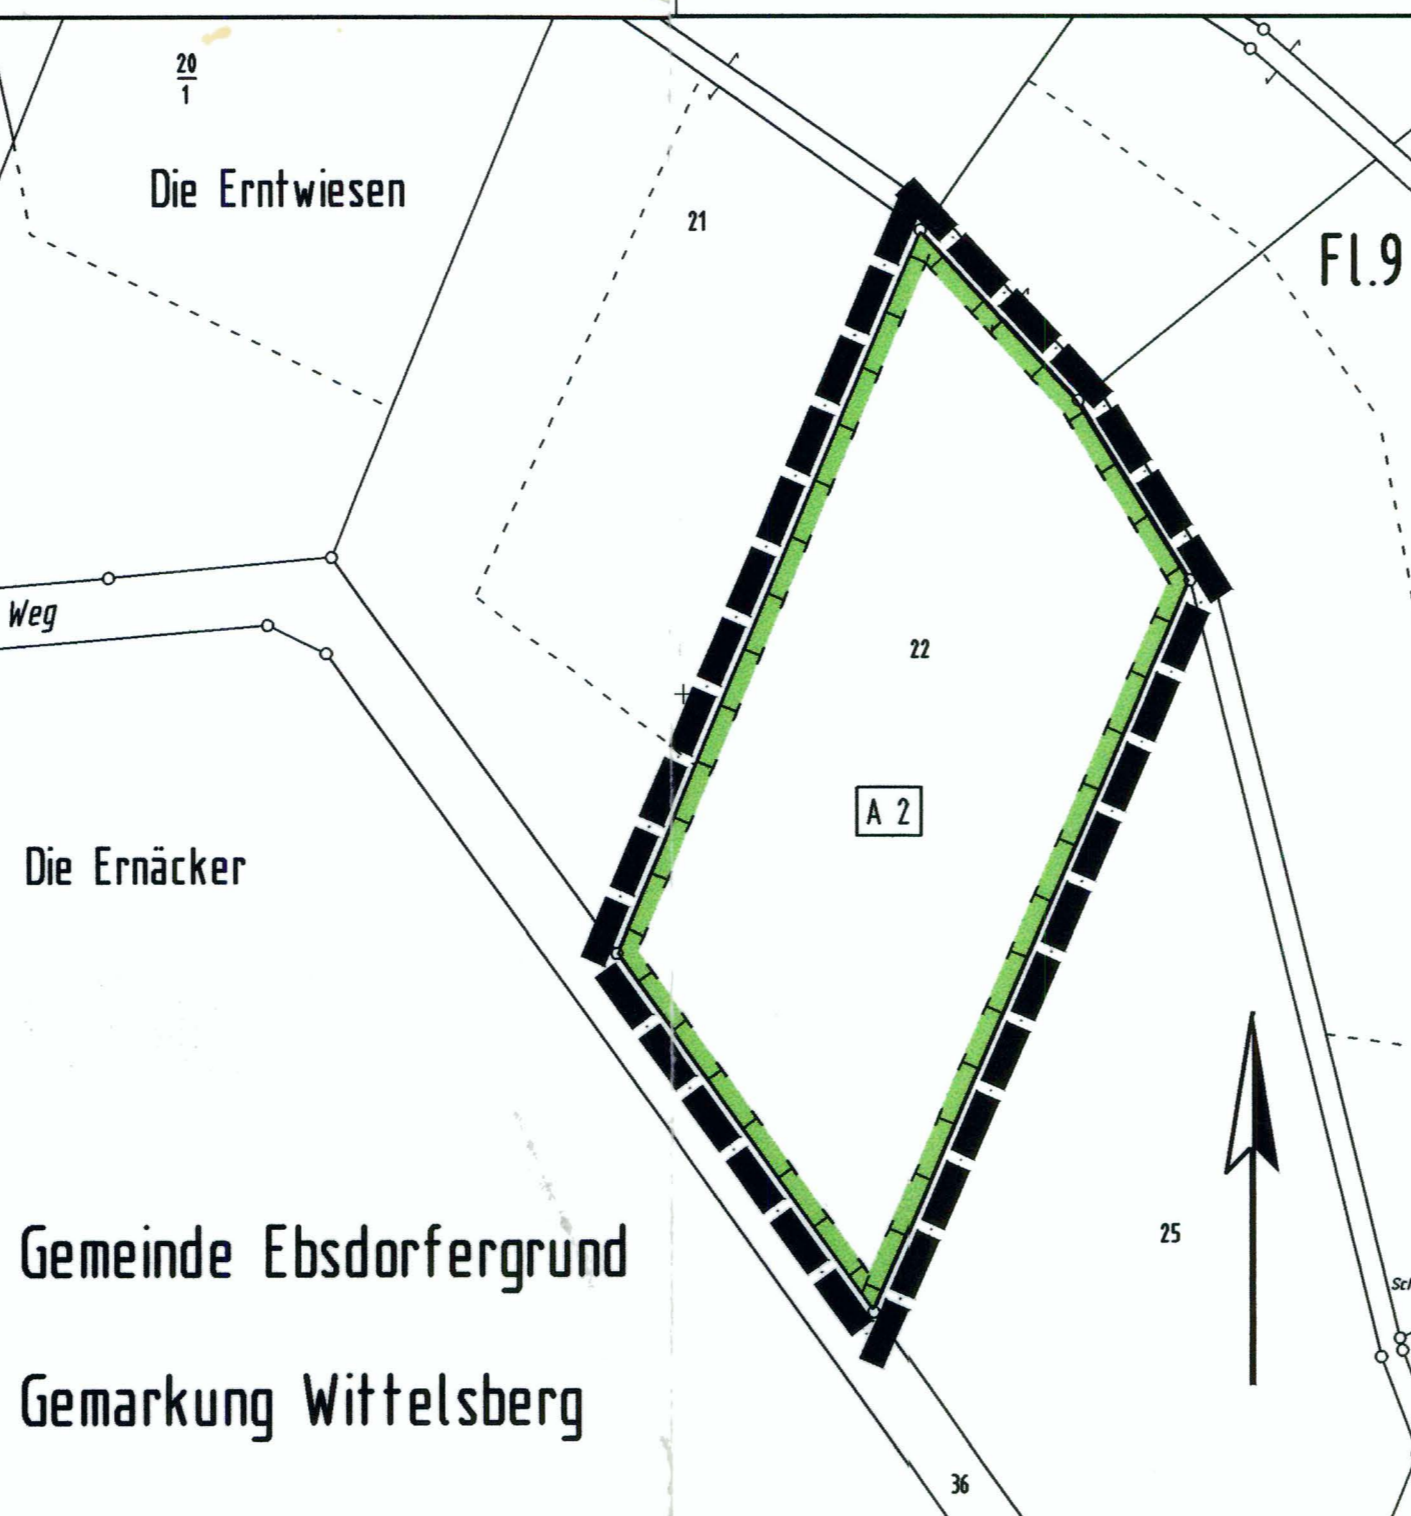 20
1
Die Erntwiesen
21
Fl.9
Weg
22
A 2
Die Ernäcker
25
Gemeinde Ebsdorfergrund
Gemarkung Wittelsberg
36